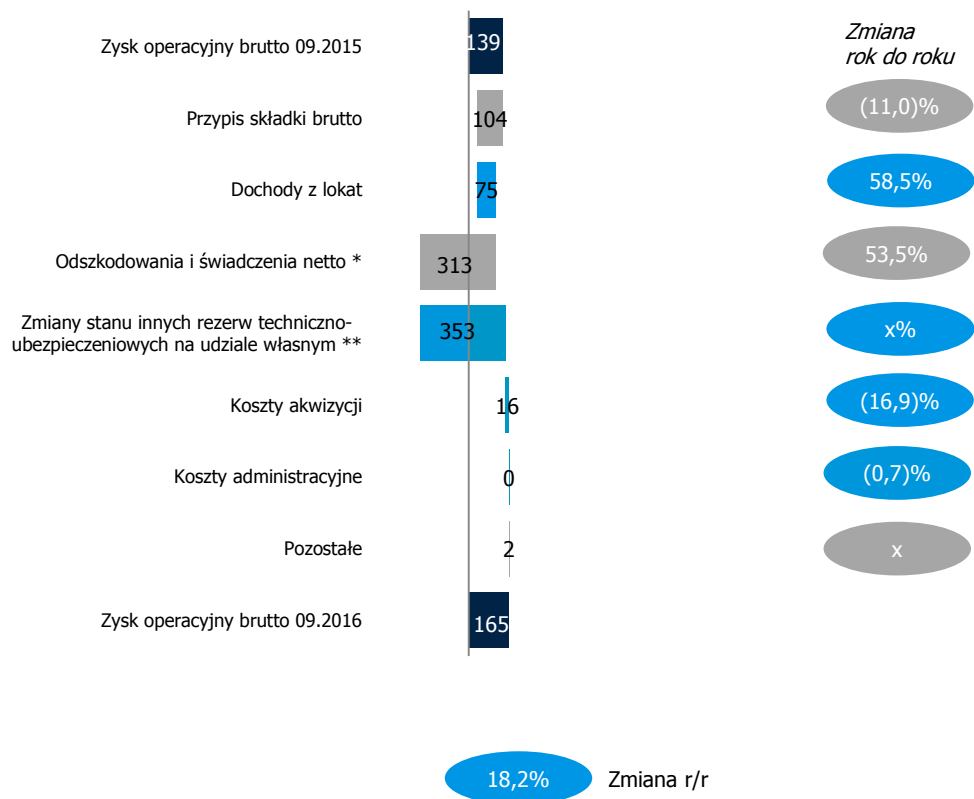 Zmiana
rok do roku
Zysk operacyjny brutto 09.2015
139
Przypis składki brutto
104
(11,0)%
Dochody z lokat
75
58,5%
Odszkodowania i świadczenia netto *
313
53,5%
Zmiany stanu innych rezerw techniczno-
ubezpieczeniowych na udziale własnym **
353
x%
Koszty akwizycji
16
(16,9)%
Koszty administracyjne
0
(0,7)%
Pozostałe
2
x
Zysk operacyjny brutto 09.2016
165
18,2%
Zmiana r/r